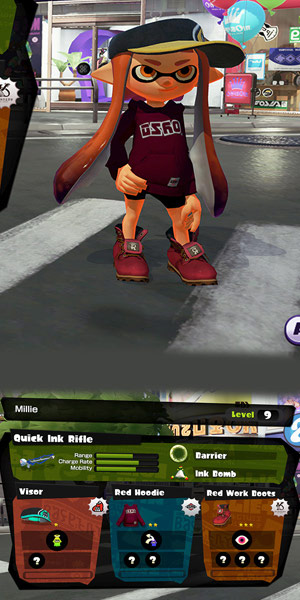 Millie
Level 9
Quick Ink Rifle
Range
Charge Rate
Mobility
Barrier
Ink Bomb
Visor
Red Hoodie
Red Work Boots
? ?
? ?
? ? ?